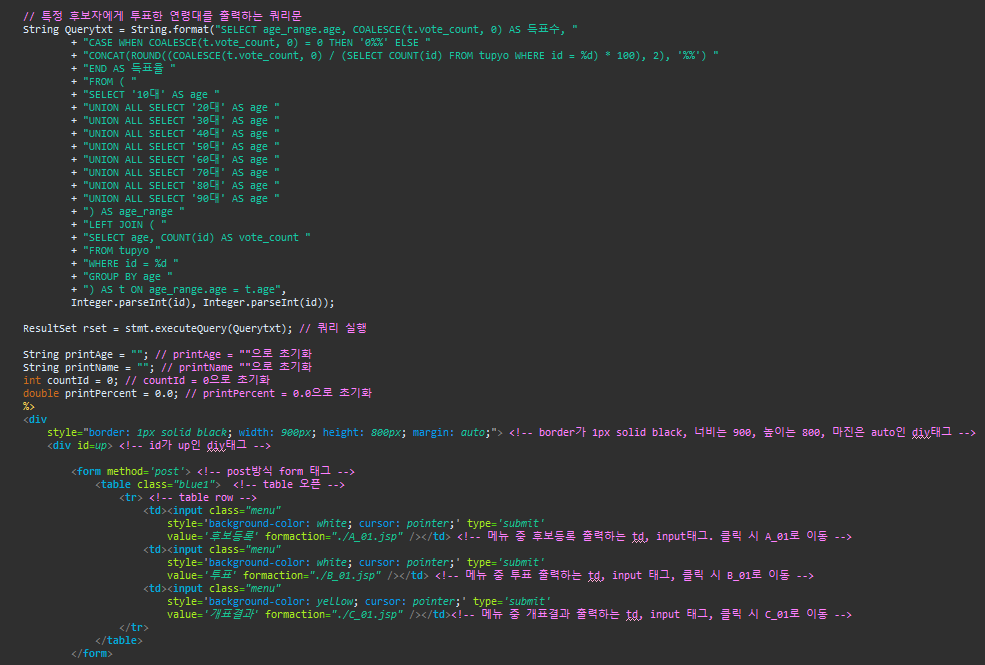 // 특정 후보자에게 투표한 연령대를 출력하는 쿼리문
String Querytxt = String.format("SELECT age_range.age, COALESCE(t.vote_count, 0) AS 득표수, "
+ "CASE WHEN COALESCE(t.vote_count, 0) = 0 THEN '0%%' ELSE "
+ "CONCAT(ROUND((COALESCE(t.vote_count, 0) / (SELECT COUNT(id) FROM tupyo WHERE id = %d) * 100), 2), '%%') "
+ "END AS 득표율 "
+ "FROM ( "
+ "SELECT '10대' AS age "
+ "UNION ALL SELECT '20대' AS age "
+ "UNION ALL SELECT '30대' AS age "
+ "UNION ALL SELECT '40대' AS age "
+ "UNION ALL SELECT '50대' AS age "
+ "UNION ALL SELECT '60대' AS age "
+ "UNION ALL SELECT '70대' AS age "
+ "UNION ALL SELECT '80대' AS age "
+ "UNION ALL SELECT '90대' AS age "
+ ") AS age_range "
+ "LEFT JOIN ( "
+ "SELECT age, COUNT(id) AS vote_count "
+ "FROM tupyo "
+ "WHERE id = %d "
+ "GROUP BY age "
+ ") AS t ON age_range.age = t.age",
Integer.parseInt(id), Integer.parseInt(id));
ResultSet rset = stmt.executeQuery(Querytxt); // 쿼리 실행
String printAge = ""; // printAge = ""으로 초기화
String printName = ""; // printName ""으로 초기화
int countId = 0; // countId = 0으로 초기화
double printPercent = 0.0; // printPercent = 0.0으로 초기화
%>
<div
style="border: 1px solid black; width: 900px; height: 800px; margin: auto;"> <!-- border가 1px solid black, 너비는 900, 높이는 800, 마진은 auto인 div태그 -->
<div id=up> <!-- id가 up인 div태그 -->
<form method='post'> <!-- post방식 form 태그 -->
<table class="blue1">  <!-- table 오픈 -->
<tr> <!-- table row -->
<td><input class="menu"
style='background-color: white; cursor: pointer;' type='submit'
value='후보등록' formaction="./A_01.jsp" /></td> <!-- 메뉴 중 후보등록 출력하는 td, input태그. 클릭 시 A_01로 이동 -->
<td><input class="menu"
style='background-color: white; cursor: pointer;' type='submit'
value='투표' formaction="./B_01.jsp" /></td> <!-- 메뉴 중 투표 출력하는 td, input 태그, 클릭 시 B_01로 이동 -->
<td><input class="menu"
style='background-color: yellow; cursor: pointer;' type='submit'
value='개표결과' formaction="./C_01.jsp" /></td><!-- 메뉴 중 개표결과 출력하는 td, input 태그, 클릭 시 C_01로 이동 -->
</tr>
</table>
</form>